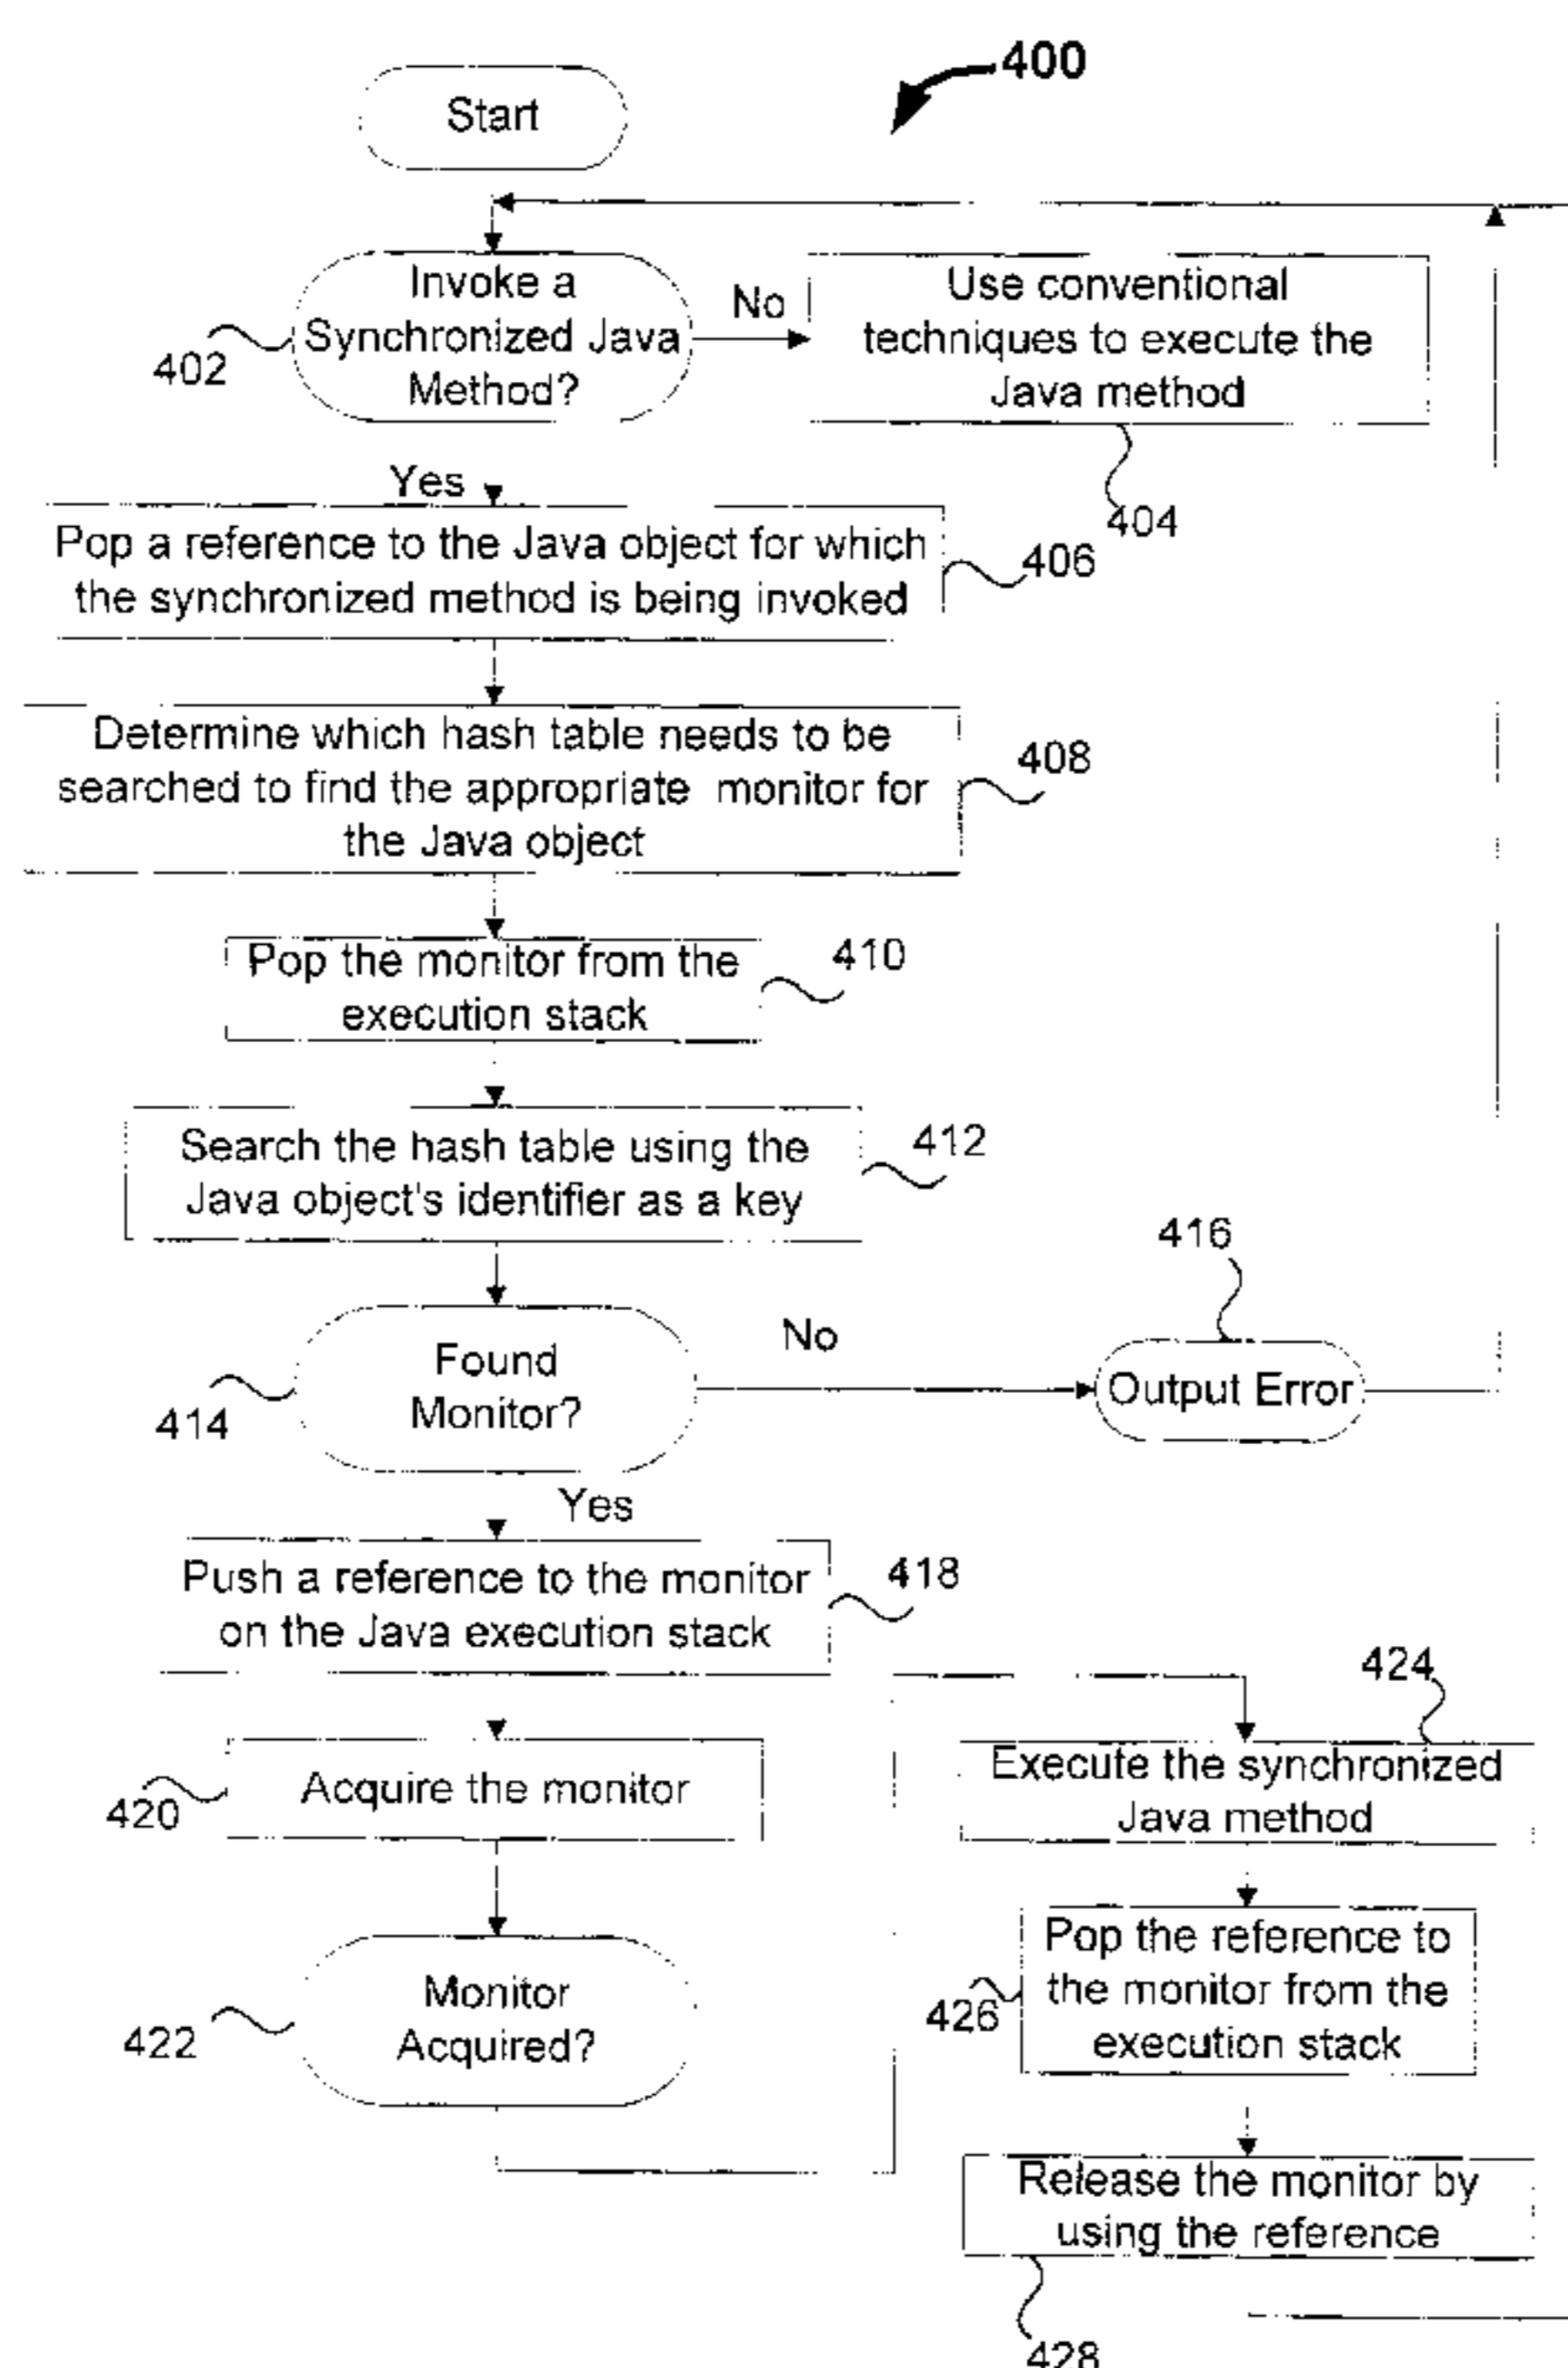 400
Start
Invoke a
Synchronized Java
Method?
402
No
Use conventional
techniques to execute the
Java method
404
Yes
Pop a reference to the Java object for which
the synchronized method is being invoked
406
Determine which hash table needs to be
searched to find the appropriate monitor for
the Java object
408
Pop the monitor from the
execution stack
410
Search the hash table using the
Java object's identifier as a key
412
Found
Monitor?
414
No
416
Output Error
Yes
Push a reference to the monitor
on the Java execution stack
418
Acquire the monitor
420
Monitor
Acquired?
422
424
Execute the synchronized
Java method
Pop the reference to
the monitor from the
execution stack
426
Release the monitor by
using the reference
428